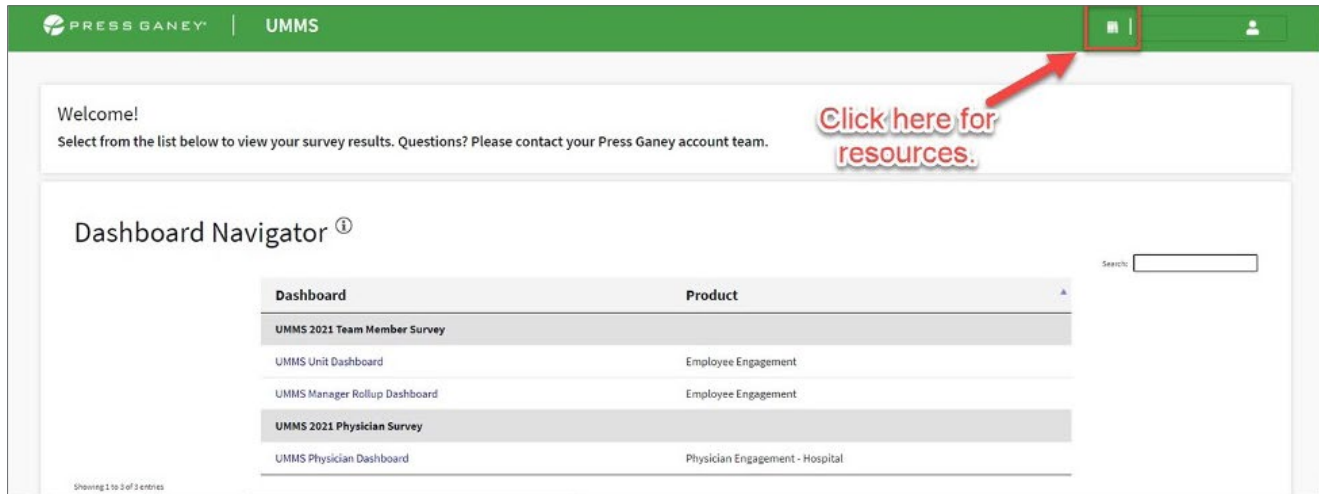 PRESS GANEY | UMMS
Click here for
resources.
Welcome!
Select from the list below to view your survey results. Questions? Please contact your Press Ganey account team.
Dashboard Navigator
Search:
Dashboard Product
UMMS 2021 Team Member Survey
UMMS Unit Dashboard Employee Engagement
UMMS Manager Rollup Dashboard Employee Engagement
UMMS 2021 Physician Survey
UMMS Physician Dashboard Physician Engagement - Hospital
Showing 1 to 3 of 3 entries